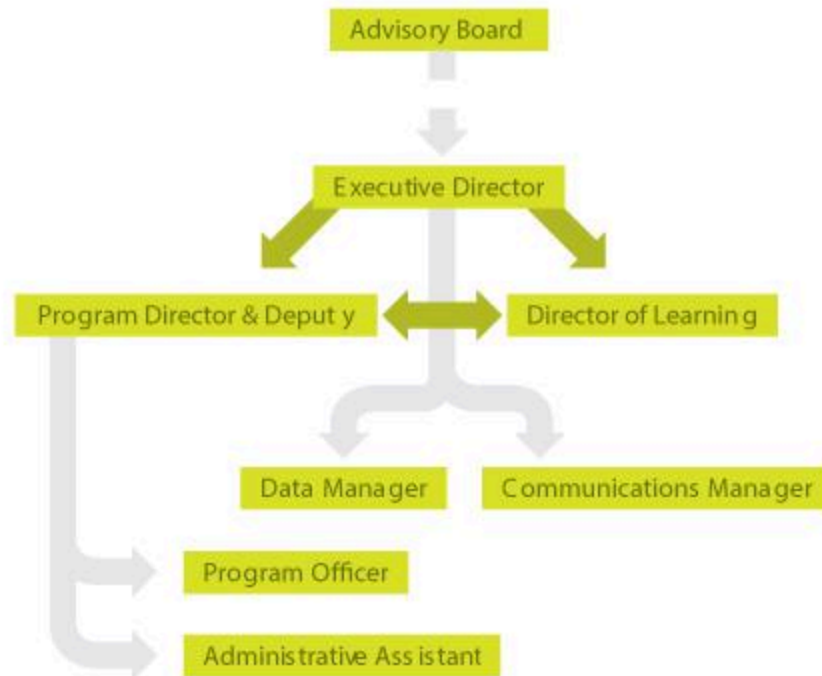 Advisory Board
Executive Director
Program Director & Deputy
Director of Learning
Data Manager
Communications Manager
Program Officer
Administrative Assistant